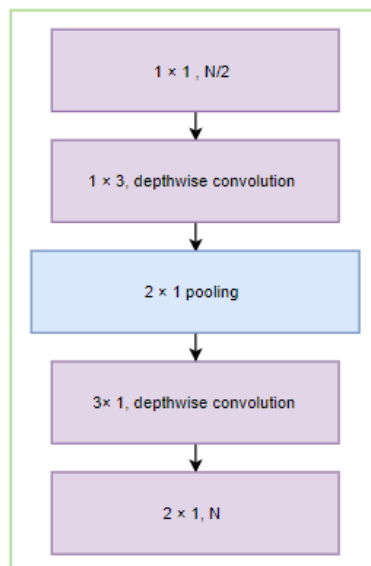 1 × 1 , N/2
1 × 3, depthwise convolution
2 × 1 pooling
3× 1, depthwise convolution
2 × 1, N